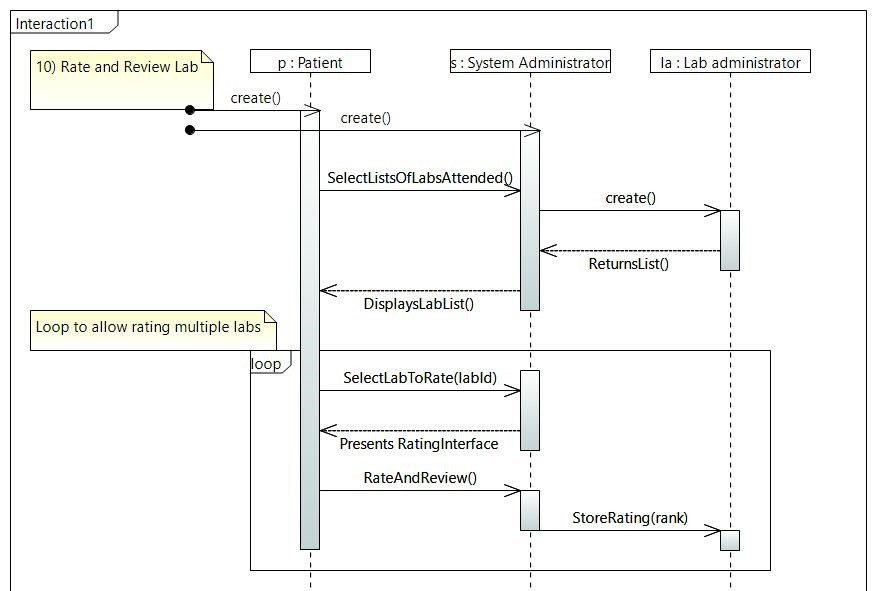 Interaction1
10) Rate and Review Lab
p : Patient
s : System Administrator
la : Lab administrator
create()
create()
SelectListsOfLabsAttended()
create()
ReturnsList()
DisplaysLabList()
Loop to allow rating multiple labs
loop
SelectLabToRate(labId)
Presents RatingInterface
RateAndReview()
StoreRating(rank)